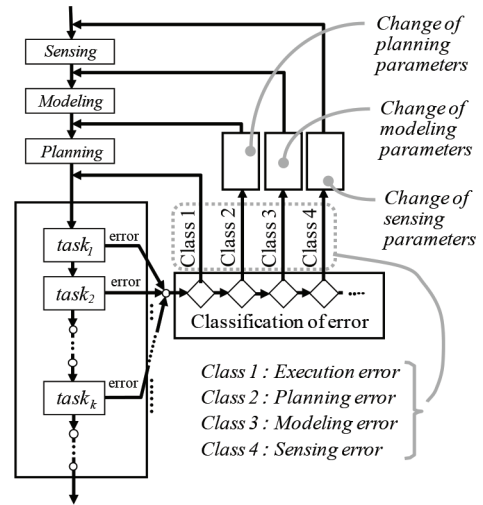 Sensing
Modeling
Planning
Change of
planning
parameters
Change of
modeling
parameters
Change of
sensing
parameters
Class 1
Class 2
Class 3
Class 4
task1
error
task2
error
taskk
error
Classification of error
Class 1 : Execution error
Class 2 : Planning error
Class 3 : Modeling error
Class 4 : Sensing error